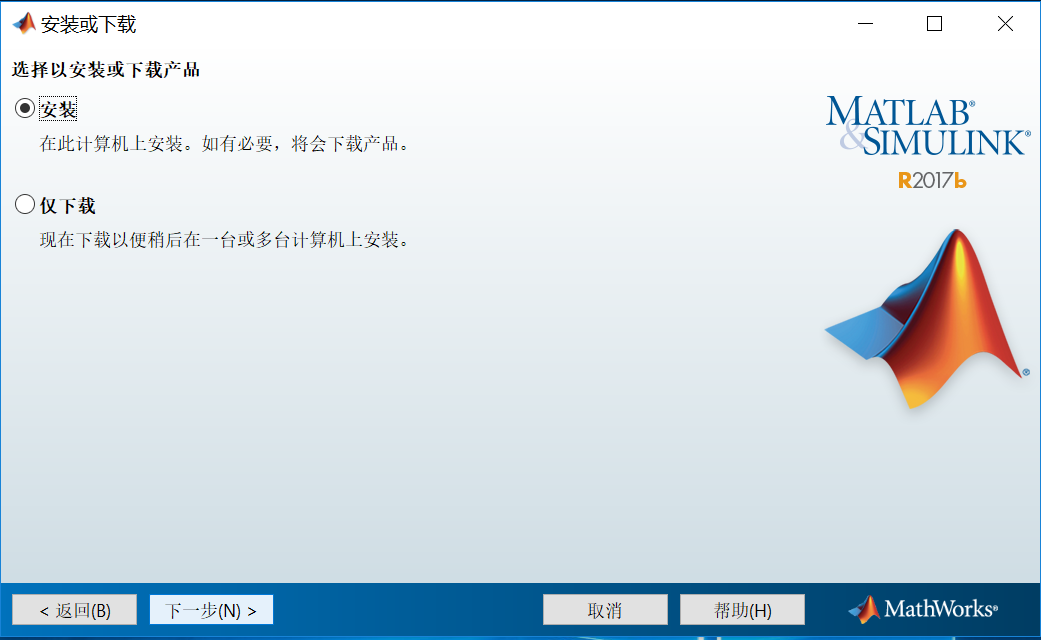 安装或下载
选择以安装或下载产品
安装
在此计算机上安装。如有必要，将会下载产品。
仅下载
现在下载以便稍后在一台或多台计算机上安装。
MATLAB®
&SIMULINK®
R2017b
®
< 返回(B)
下一步(N) >
取消
帮助(H)
MathWorks®